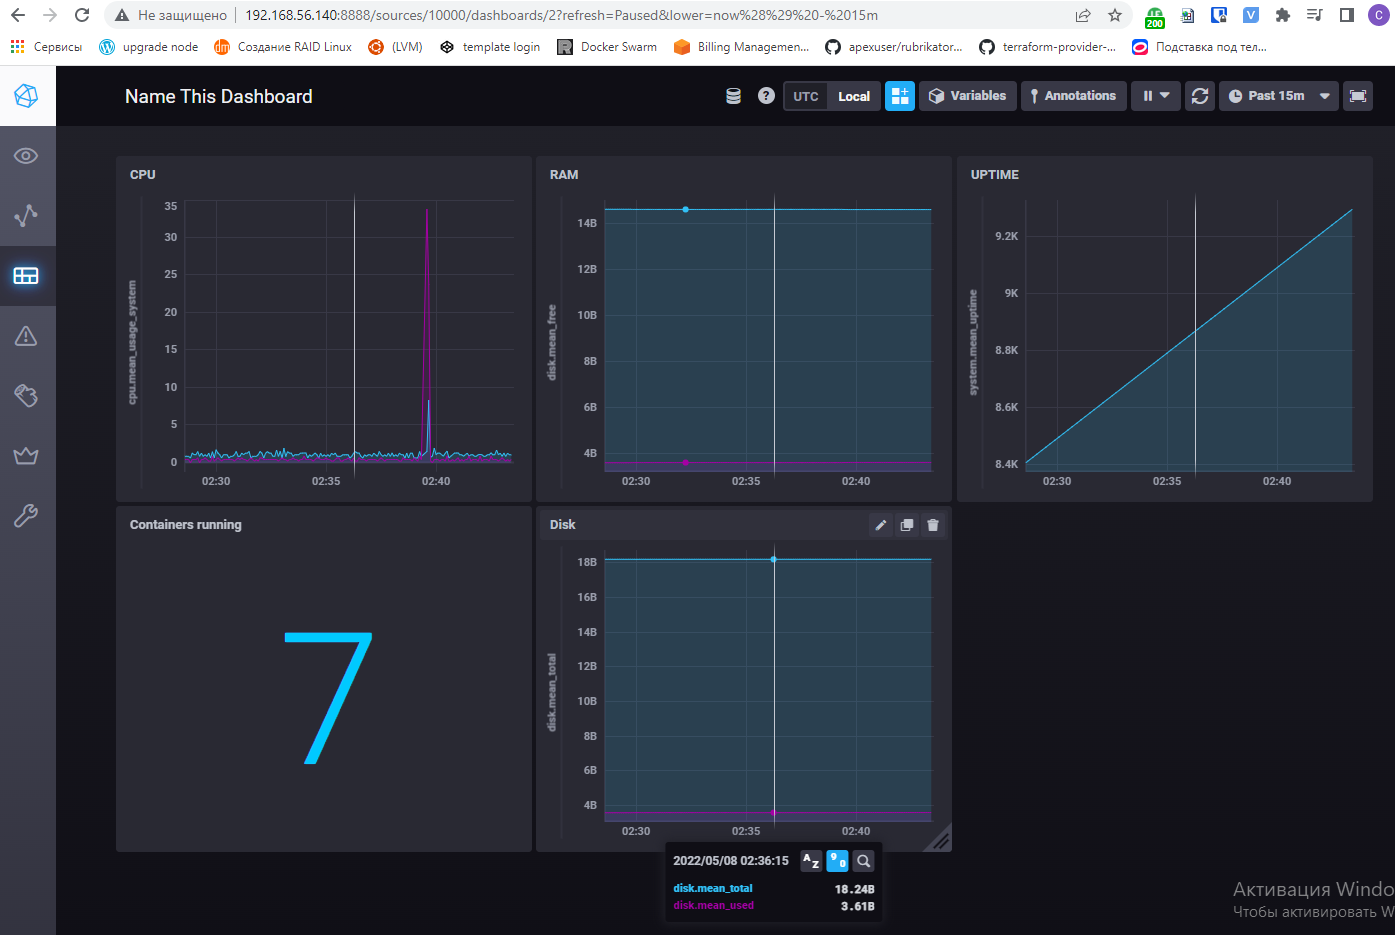 Не защищено 192.168.56.140:8888/sources/10000/dashboards/2?refresh=Paused&lower=now%28%29%20-%2015m
200
V
C
Сервисы upgrade node Создание RAID Linux (LVM) template login Docker Swarm Billing Managemen... apexuser/rubrikator... terraform-provider-... Подставка под тел...
Name This Dashboard
UTC Local Variables Annotations Past 15m
CPU
cpu.mean_usage_system
35
30
25
20
15
10
5
0
02:30 02:35 02:40
RAM
disk.mean_free
14B
12B
10B
8B
6B
4B
02:30 02:35 02:40
UPTIME
system.mean_uptime
9.2K
9K
8.8K
8.6K
8.4K
02:30 02:35 02:40
Containers running
7
Disk
disk.mean_total
18B
16B
14B
12B
10B
8B
6B
4B
02:30 02:35 02:40
2022/05/08 02:36:15 AZ 90
disk.mean_total 18.24B
disk.mean_used 3.61B
Активация Windo
Чтобы активировать W